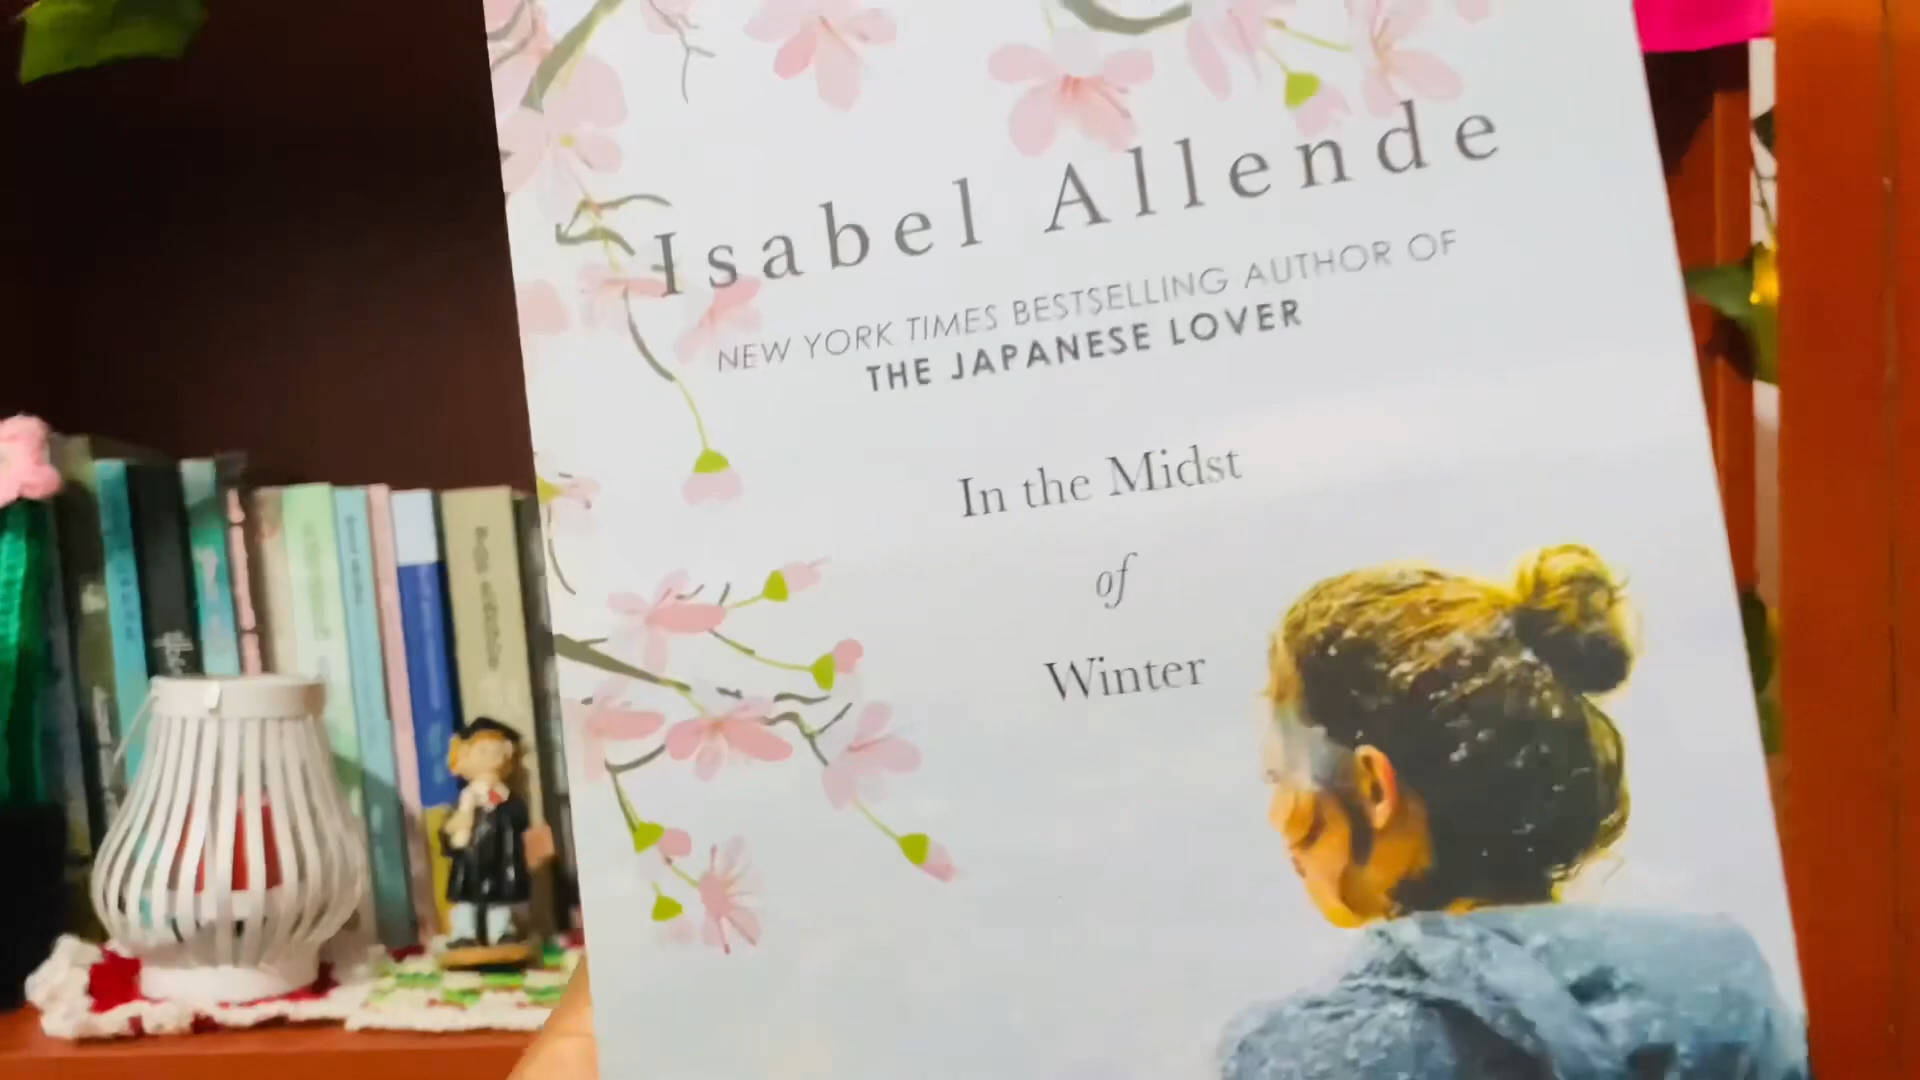 Isabel Allende
NEW YORK TIMES BESTSELLING AUTHOR OF
THE JAPANESE LOVER
In the Midst
of
Winter